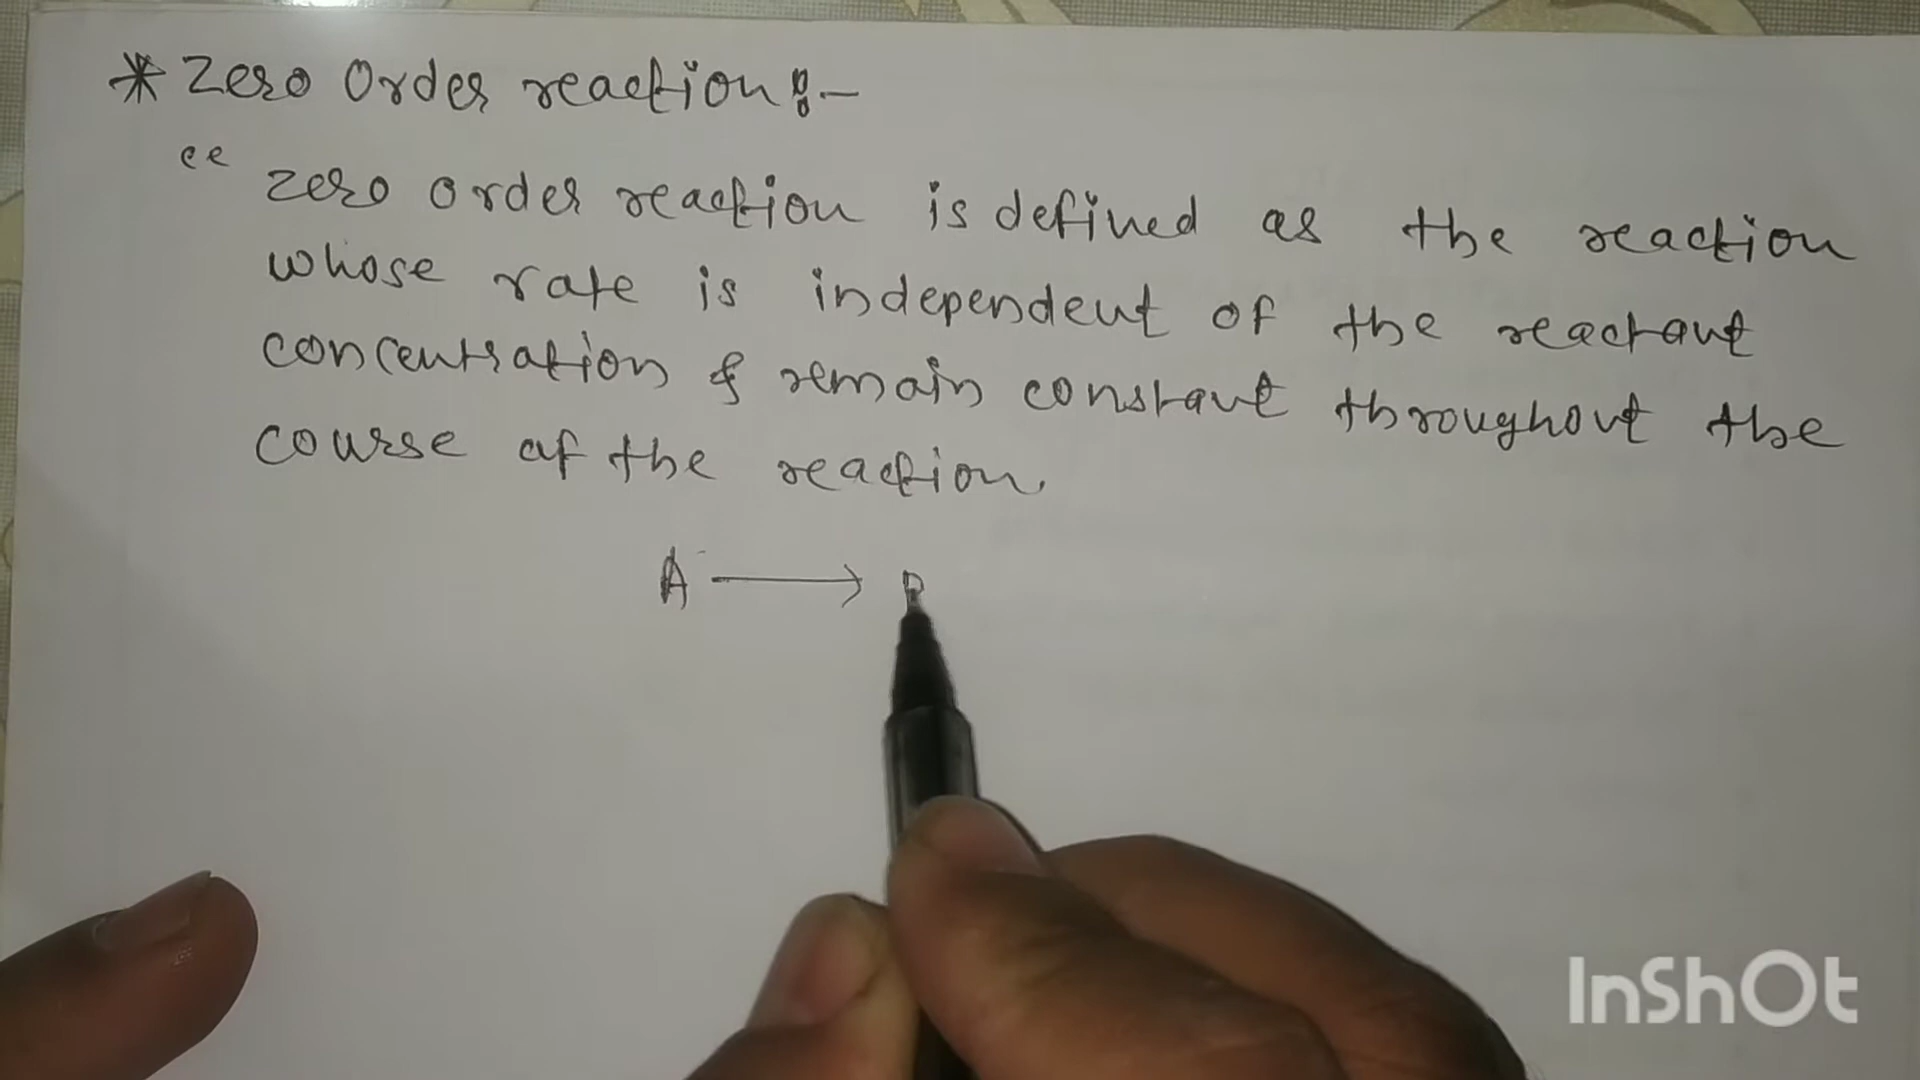 * Zero Order reaction:-
“ zero order reaction is defined as the reaction
whose rate is independent of the reactant
concentration & remain constant throughout the
course of the reaction.
A ⟶ P
InShOt